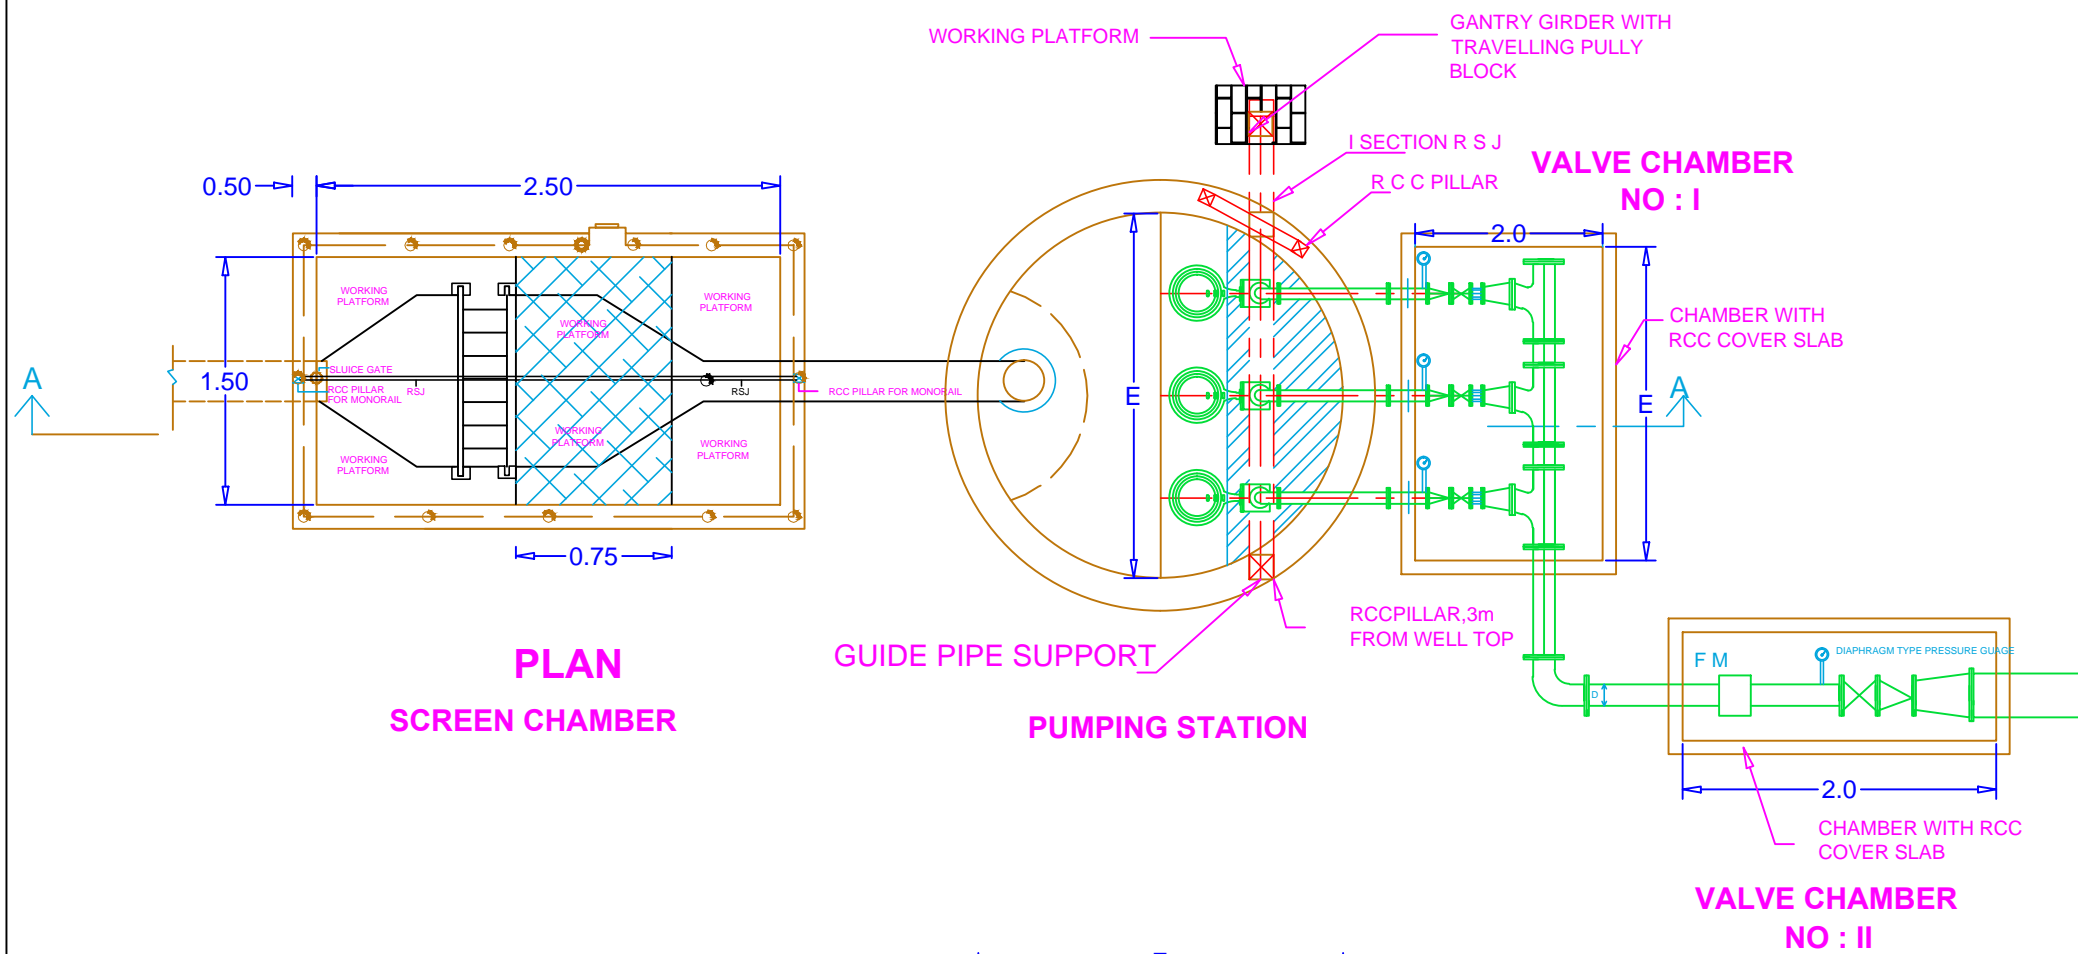 WORKING PLATFORM
GANTRY GIRDER WITH
TRAVELLING PULLY
BLOCK
I SECTION R S J
R C C PILLAR
VALVE CHAMBER
NO : I
0.50
2.50
2.0
WORKING
PLATFORM
WORKING
PLATFORM
WORKING
PLATFORM
CHAMBER WITH
RCC COVER SLAB
A
1.50
SLUICE GATE
RCC PILLAR
FOR MONORAIL
RSJ
RSJ
RCC PILLAR FOR MONORAIL
E
E
A
WORKING
PLATFORM
WORKING
PLATFORM
WORKING
PLATFORM
0.75
RCCPILLAR,3m
FROM WELL TOP
GUIDE PIPE SUPPORT
PLAN
SCREEN CHAMBER
PUMPING STATION
F M
DIAPHRAGM TYPE PRESSURE GUAGE
D
2.0
CHAMBER WITH RCC
COVER SLAB
VALVE CHAMBER
NO : II